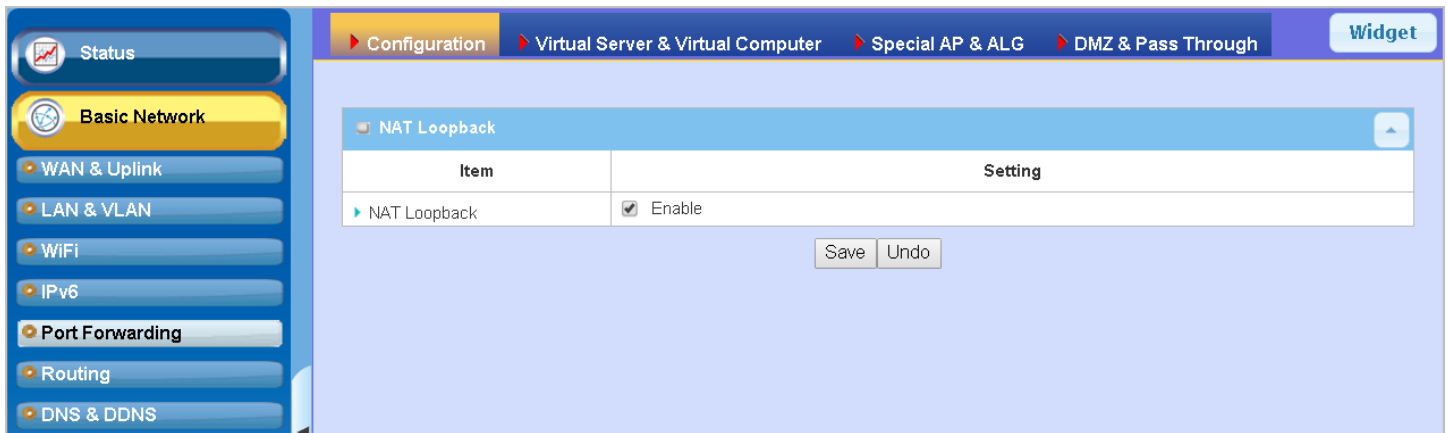 Status
Basic Network
WAN & Uplink
LAN & VLAN
WiFi
IPv6
Port Forwarding
Routing
DNS & DDNS
Configuration Virtual Server & Virtual Computer Special AP & ALG DMZ & Pass Through Widget
NAT Loopback
Item Setting
NAT Loopback Enable
Save Undo